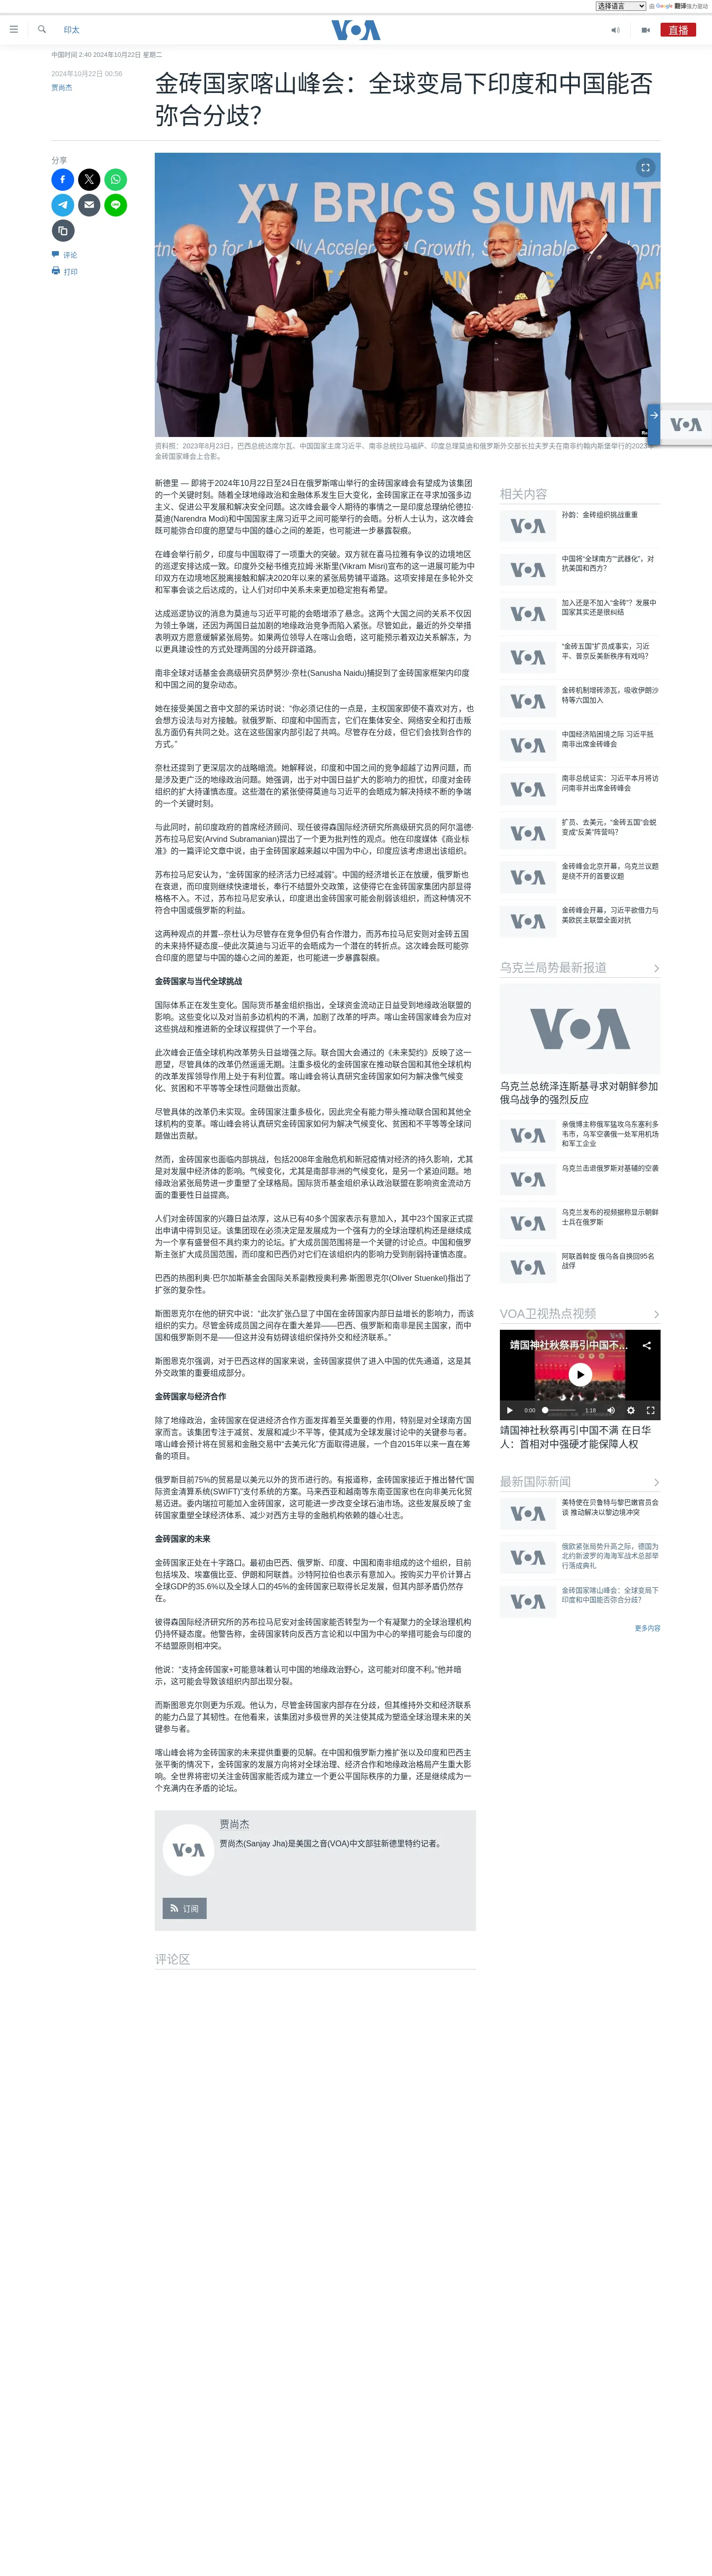 选择语言
由 Google 翻译强力驱动
印太
VOA
直播
中国时间 2:40 2024年10月22日 星期二
2024年10月22日 00:56
贾尚杰
金砖国家喀山峰会：全球变局下印度和中国能否
弥合分歧？
分享
评论
打印
XV BRICS SUMMIT
资料照：2023年8月23日，巴西总统达席尔瓦、中国国家主席习近平、南非总统拉马福萨、印度总理莫迪和俄罗斯外交部长拉夫罗夫在南非约翰内斯堡举行的2023年
金砖国家峰会上合影。
新德里 — 即将于2024年10月22日至24日在俄罗斯喀山举行的金砖国家峰会有望成为该集团
的一个关键时刻。随着全球地缘政治和金融体系发生巨大变化，金砖国家正在寻求加强多边
主义、促进公平发展和解决安全问题。这次峰会最令人期待的事情之一是印度总理纳伦德拉·
莫迪(Narendra Modi)和中国国家主席习近平之间可能举行的会晤。分析人士认为，这次峰会
既可能弥合印度的愿望与中国的雄心之间的差距，也可能进一步暴露裂痕。
在峰会举行前夕，印度与中国取得了一项重大的突破。双方就在喜马拉雅有争议的边境地区
的巡逻安排达成一致。印度外交秘书维克拉姆·米斯里(Vikram Misri)宣布的这一进展可能为中
印双方在边境地区脱离接触和解决2020年以来的紧张局势铺平道路。这项安排是在多轮外交
和军事会谈之后达成的，让人们对印中关系未来更加稳定抱有希望。
达成巡逻协议的消息为莫迪与习近平可能的会晤增添了悬念。这两个大国之间的关系不仅因
为领土争端，还因为两国日益加剧的地缘政治竞争而陷入紧张。尽管如此，最近的外交举措
表明双方愿意缓解紧张局势。如果两位领导人在喀山会晤，这可能预示着双边关系解冻，为
以更具建设性的方式处理两国的分歧开辟道路。
南非全球对话基金会高级研究员萨努沙·奈杜(Sanusha Naidu)捕捉到了金砖国家框架内印度
和中国之间的复杂动态。
她在接受美国之音中文部的采访时说：“你必须记住的一点是，主权国家即使不喜欢对方，也
会想方设法与对方接触。就俄罗斯、印度和中国而言，它们在集体安全、网络安全和打击叛
乱方面仍有共同之处。这在这些国家内部引起了共鸣。尽管存在分歧，但它们会找到合作的
方式。”
奈杜还提到了更深层次的战略暗流。她解释说，印度和中国之间的竞争超越了边界问题，而
是涉及更广泛的地缘政治问题。她强调，出于对中国日益扩大的影响力的担忧，印度对金砖
组织的扩大持谨慎态度。这些潜在的紧张使得莫迪与习近平的会晤成为解决持续不断的争端
的一个关键时刻。
与此同时，前印度政府的首席经济顾问、现任彼得森国际经济研究所高级研究员的阿尔温德·
苏布拉马尼安(Arvind Subramanian)提出了一个更为批判性的观点。他在印度媒体《商业标
准》的一篇评论文章中说，由于金砖国家越来越以中国为中心，印度应该考虑退出该组织。
苏布拉马尼安认为，“金砖国家的经济活力已经减弱”。中国的经济增长正在放缓，俄罗斯也
在衰退，而印度则继续快速增长，奉行不结盟外交政策，这使得它在金砖国家集团内部显得
格格不入。不过，苏布拉马尼安承认，印度退出金砖国家可能会削弱该组织，而这种情况不
符合中国或俄罗斯的利益。
这两种观点的并置--奈杜认为尽管存在竞争但仍有合作潜力，而苏布拉马尼安则对金砖五国
的未来持怀疑态度--使此次莫迪与习近平的会晤成为一个潜在的转折点。这次峰会既可能弥
合印度的愿望与中国的雄心之间的差距，也可能进一步暴露裂痕。
金砖国家与当代全球挑战
国际体系正在发生变化。国际货币基金组织指出，全球资金流动正日益受到地缘政治联盟的
影响。这些变化以及对当前多边机构的不满，加剧了改革的呼声。喀山金砖国家峰会为应对
这些挑战和推进新的全球议程提供了一个平台。
此次峰会正值全球机构改革势头日益增强之际。联合国大会通过的《未来契约》反映了这一
愿望，尽管具体的改革仍然遥遥无期。注重多极化的金砖国家在推动联合国和其他全球机构
的改革发挥领导作用上处于有利位置。喀山峰会将认真研究金砖国家如何为解决像气候变
化、贫困和不平等等全球性问题做出贡献。
尽管具体的改革仍未实现。金砖国家注重多极化，因此完全有能力带头推动联合国和其他全
球机构的变革。喀山峰会将认真研究金砖国家如何为解决气候变化、贫困和不平等等全球问
题做出贡献。
然而，金砖国家也面临内部挑战，包括2008年金融危机和新冠疫情对经济的持久影响，尤其
是对发展中经济体的影响。气候变化，尤其是南部非洲的气候变化，是另一个紧迫问题。地
缘政治紧张局势进一步重塑了全球格局。国际货币基金组织承认政治联盟在影响资金流动方
面的重要性日益提高。
人们对金砖国家的兴趣日益浓厚，这从已有40多个国家表示有意加入，其中23个国家正式提
出申请中得到见证。该集团现在必须决定是发展成为一个强有力的经济全球治理机构还是继续成
为一个享有盛誉但不具约束力的论坛。扩大成员国范围将是一个关键的讨论点。中国和俄罗
斯主张扩大成员国范围，而印度和巴西仍对它们在该组织内的影响力受到削弱持谨慎态度。
巴西的热图利奥·巴尔加斯基金会国际关系副教授奥利弗·斯图恩克尔(Oliver Stuenkel)指出了
扩张的复杂性。
斯图恩克尔在他的研究中说：“此次扩张凸显了中国在金砖国家内部日益增长的影响力，而该
组织的实力。尽管金砖成员国之间存在重大差异——巴西、俄罗斯和南非是民主国家，而中
国和俄罗斯则不是——但这并没有妨碍该组织保持外交和经济联系。”
斯图恩克尔强调，对于巴西这样的国家来说，金砖国家提供了进入中国的优先通道，这是其
外交政策的重要组成部分。
金砖国家与经济合作
除了地缘政治，金砖国家在促进经济合作方面发挥着至关重要的作用，特别是对全球南方国
家而言。该集团专注于减贫、发展和减少不平等，使其成为全球发展讨论中的关键参与者。
喀山峰会预计将在贸易和金融交易中“去美元化”方面取得进展，一个自2015年以来一直在筹
备的项目。
俄罗斯目前75%的贸易是以美元以外的货币进行的。有报道称，金砖国家接近于推出替代“国
际资金清算系统(SWIFT)”支付系统的方案。马来西亚和越南等东南亚国家也在向非美元化贸
易迈进。委内瑞拉可能加入金砖国家，这可能进一步改变全球石油市场。这些发展反映了金
砖国家重塑全球经济体系、减少对西方主导的金融机构依赖的雄心壮志。
金砖国家的未来
金砖国家正处在十字路口。最初由巴西、俄罗斯、印度、中国和南非组成的这个组织，目前
包括埃及、埃塞俄比亚、伊朗和阿联酋。沙特阿拉伯也表示有意加入。按购买力平价计算占
全球GDP的35.6%以及全球人口的45%的金砖国家已取得长足发展，但其内部矛盾仍然存
在。
彼得森国际经济研究所的苏布拉马尼安对金砖国家能否转型为一个有凝聚力的全球治理机构
仍持怀疑态度。他警告称，金砖国家转向反西方言论和以中国为中心的举措可能会与印度的
不结盟原则相冲突。
他说：“支持金砖国家+可能意味着认可中国的地缘政治野心，这可能对印度不利。”他并暗
示，这可能会导致该组织内部出现分裂。
而斯图恩克尔则更为乐观。他认为，尽管金砖国家内部存在分歧，但其维持外交和经济联系
的能力凸显了其韧性。在他看来，该集团对多极世界的关注使其成为塑造全球治理未来的关
键参与者。
喀山峰会将为金砖国家的未来提供重要的见解。在中国和俄罗斯力推扩张以及印度和巴西主
张平衡的情况下，金砖国家的发展方向将对全球治理、经济合作和地缘政治格局产生重大影
响。全世界将密切关注金砖国家能否成为建立一个更公平国际秩序的力量，还是继续成为一
个充满内在矛盾的论坛。
贾尚杰
贾尚杰(Sanjay Jha)是美国之音(VOA)中文部驻新德里特约记者。
订阅
评论区
相关内容
孙韵：金砖组织挑战重重
中国将“全球南方”“武器化”，对
抗美国和西方？
加入还是不加入“金砖”？发展中
国家其实还是很纠结
“金砖五国”扩员成事实，习近
平、普京反美新秩序有戏吗？
金砖机制增砖添瓦，吸收伊朗沙
特等六国加入
中国经济陷困境之际 习近平抵
南非出席金砖峰会
南非总统证实：习近平本月将访
问南非并出席金砖峰会
扩员、去美元，“金砖五国”会蜕
变成“反美”阵营吗？
金砖峰会北京开幕，乌克兰议题
是绕不开的首要议题
金砖峰会开幕，习近平欲借力与
美欧民主联盟全面对抗
乌克兰局势最新报道
乌克兰总统泽连斯基寻求对朝鲜参加
俄乌战争的强烈反应
亲俄博主称俄军猛攻乌东塞利多
韦市，乌军空袭俄一处军用机场
和军工企业
乌克兰击退俄罗斯对基辅的空袭
乌克兰发布的视频据称显示朝鲜
士兵在俄罗斯
阿联酋斡旋 俄乌各自换回95名
战俘
VOA卫视热点视频
靖国神社秋祭再引中国不...
0:00
1:18
靖国神社秋祭再引中国不满 在日华
人：首相对中强硬才能保障人权
最新国际新闻
美特使在贝鲁特与黎巴嫩官员会
谈 推动解决以黎边境冲突
俄欧紧张局势升高之际，德国为
北约新波罗的海海军战术总部举
行落成典礼
金砖国家喀山峰会：全球变局下
印度和中国能否弥合分歧？
更多内容